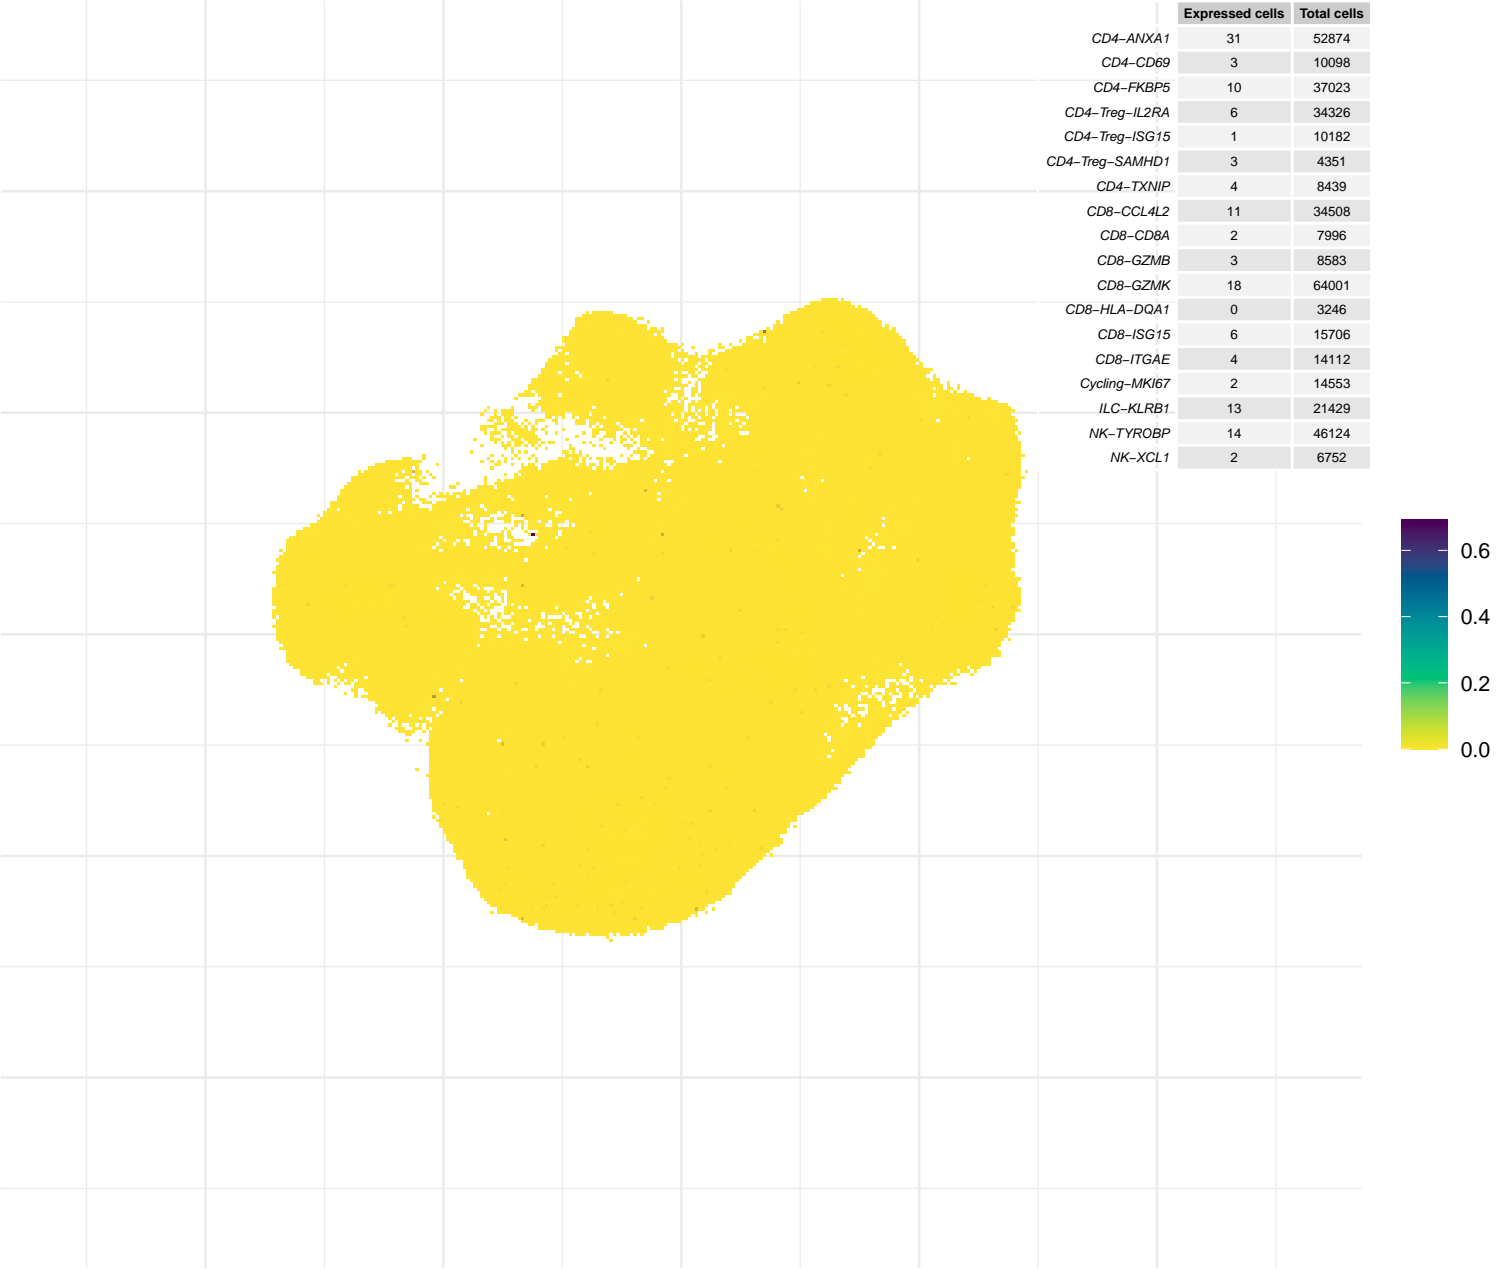 Expressed cells Total cells
CD4−ANXA1 31 52874
CD4−CD69 3 10098
CD4−FKBP5 10 37023
CD4−Treg−IL2RA 6 34326
CD4−Treg−ISG15 1 10182
CD4−Treg−SAMHD1 3 4351
CD4−TXNIP 4 8439
CD8−CCL4L2 11 34508
CD8−CD8A 2 7996
CD8−GZMB 3 8583
CD8−GZMK 18 64001
CD8−HLA−DQA1 0 3246
CD8−ISG15 6 15706
CD8−ITGAE 4 14112
Cycling−MKI67 2 14553
ILC−KLRB1 13 21429
NK−TYROBP 14 46124
NK−XCL1 2 6752
0.6
0.4
0.2
0.0